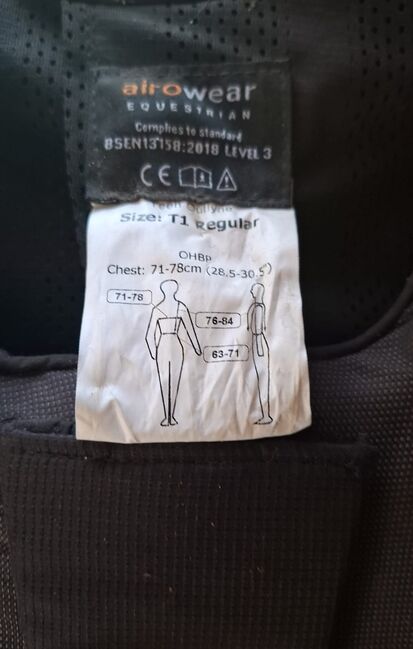 airowear
EQUESTRIAN
Complies to standard
BSEN13158:2018 LEVEL 3
CE
Teen
Size: T1 Regular
OHBp
Chest: 71-78cm (28.5-30.5")
71-78
76-84
63-71